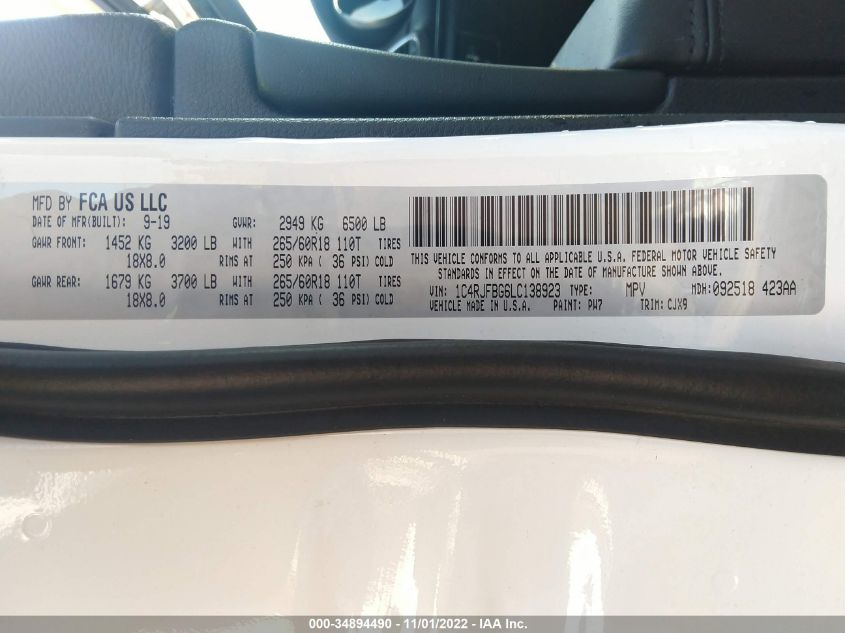 MFD BY FCA US LLC
DATE OF MFR(BUILT): 9-19 GVWR: 2949 KG 6500 LB
GAWR FRONT: 1452 KG 3200 LB WITH 265/60R18 110T TIRES
18X8.0 RIMS AT 250 KPA ( 36 PSI) COLD
GAWR REAR: 1679 KG 3700 LB WITH 265/60R18 110T TIRES
18X8.0 RIMS AT 250 KPA ( 36 PSI) COLD
THIS VEHICLE CONFORMS TO ALL APPLICABLE U.S.A. FEDERAL MOTOR VEHICLE SAFETY
STANDARDS IN EFFECT ON THE DATE OF MANUFACTURE SHOWN ABOVE.
VIN: 1C4RJFBG6LC138923 TYPE: MPV MDH: 092518 423AA
VEHICLE MADE IN U.S.A. PAINT: PW7 TRIM: CJX9
000-34894490 - 11/01/2022 - IAA Inc.